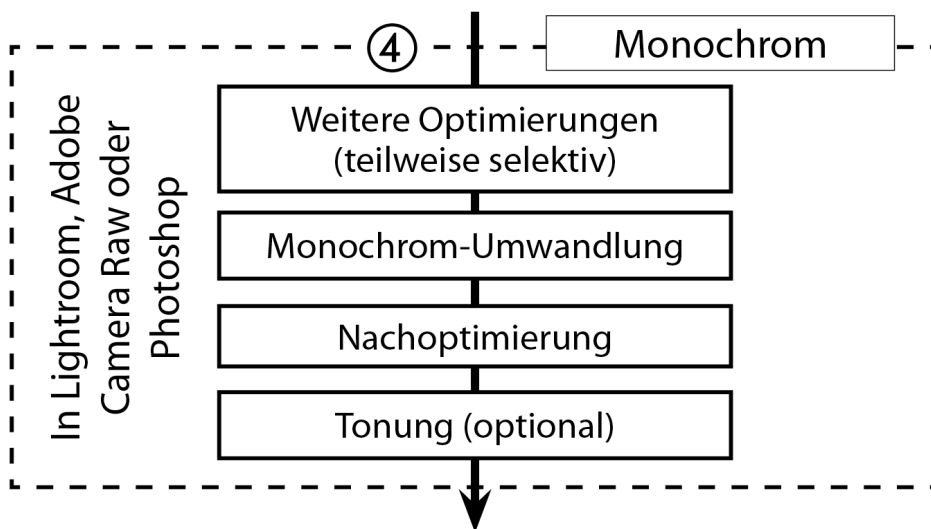 ④
Monochrom
In Lightroom, Adobe
Camera Raw oder
Photoshop
Weitere Optimierungen
(teilweise selektiv)
Monochrom-Umwandlung
Nachoptimierung
Tonung (optional)